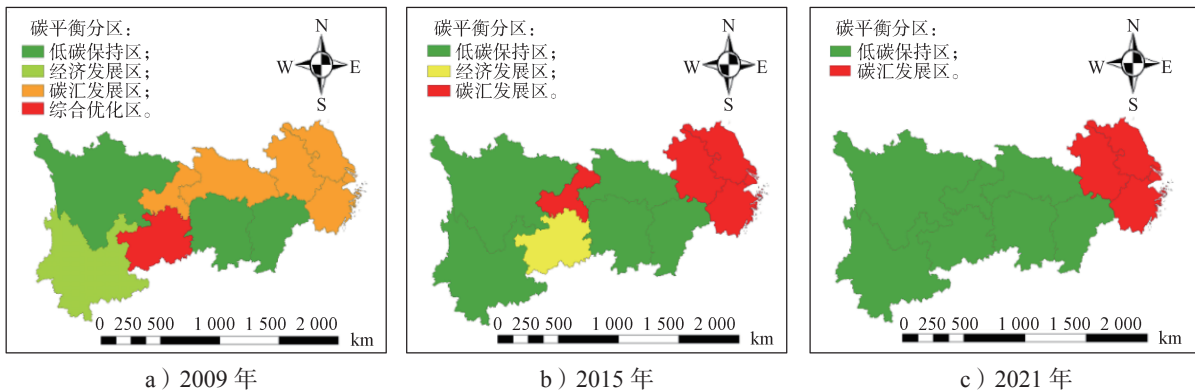 碳平衡分区：
低碳保持区；
经济发展区；
碳汇发展区；
综合优化区。
N
W
E
S
0 250 500 1 000 1 500 2 000
km
a）2009 年
碳平衡分区：
低碳保持区；
经济发展区；
碳汇发展区。
N
W
E
S
0 250 500 1 000 1 500 2 000
km
b）2015 年
碳平衡分区：
低碳保持区；
碳汇发展区。
N
W
E
S
0 250 500 1 000 1 500 2 000
km
c）2021 年